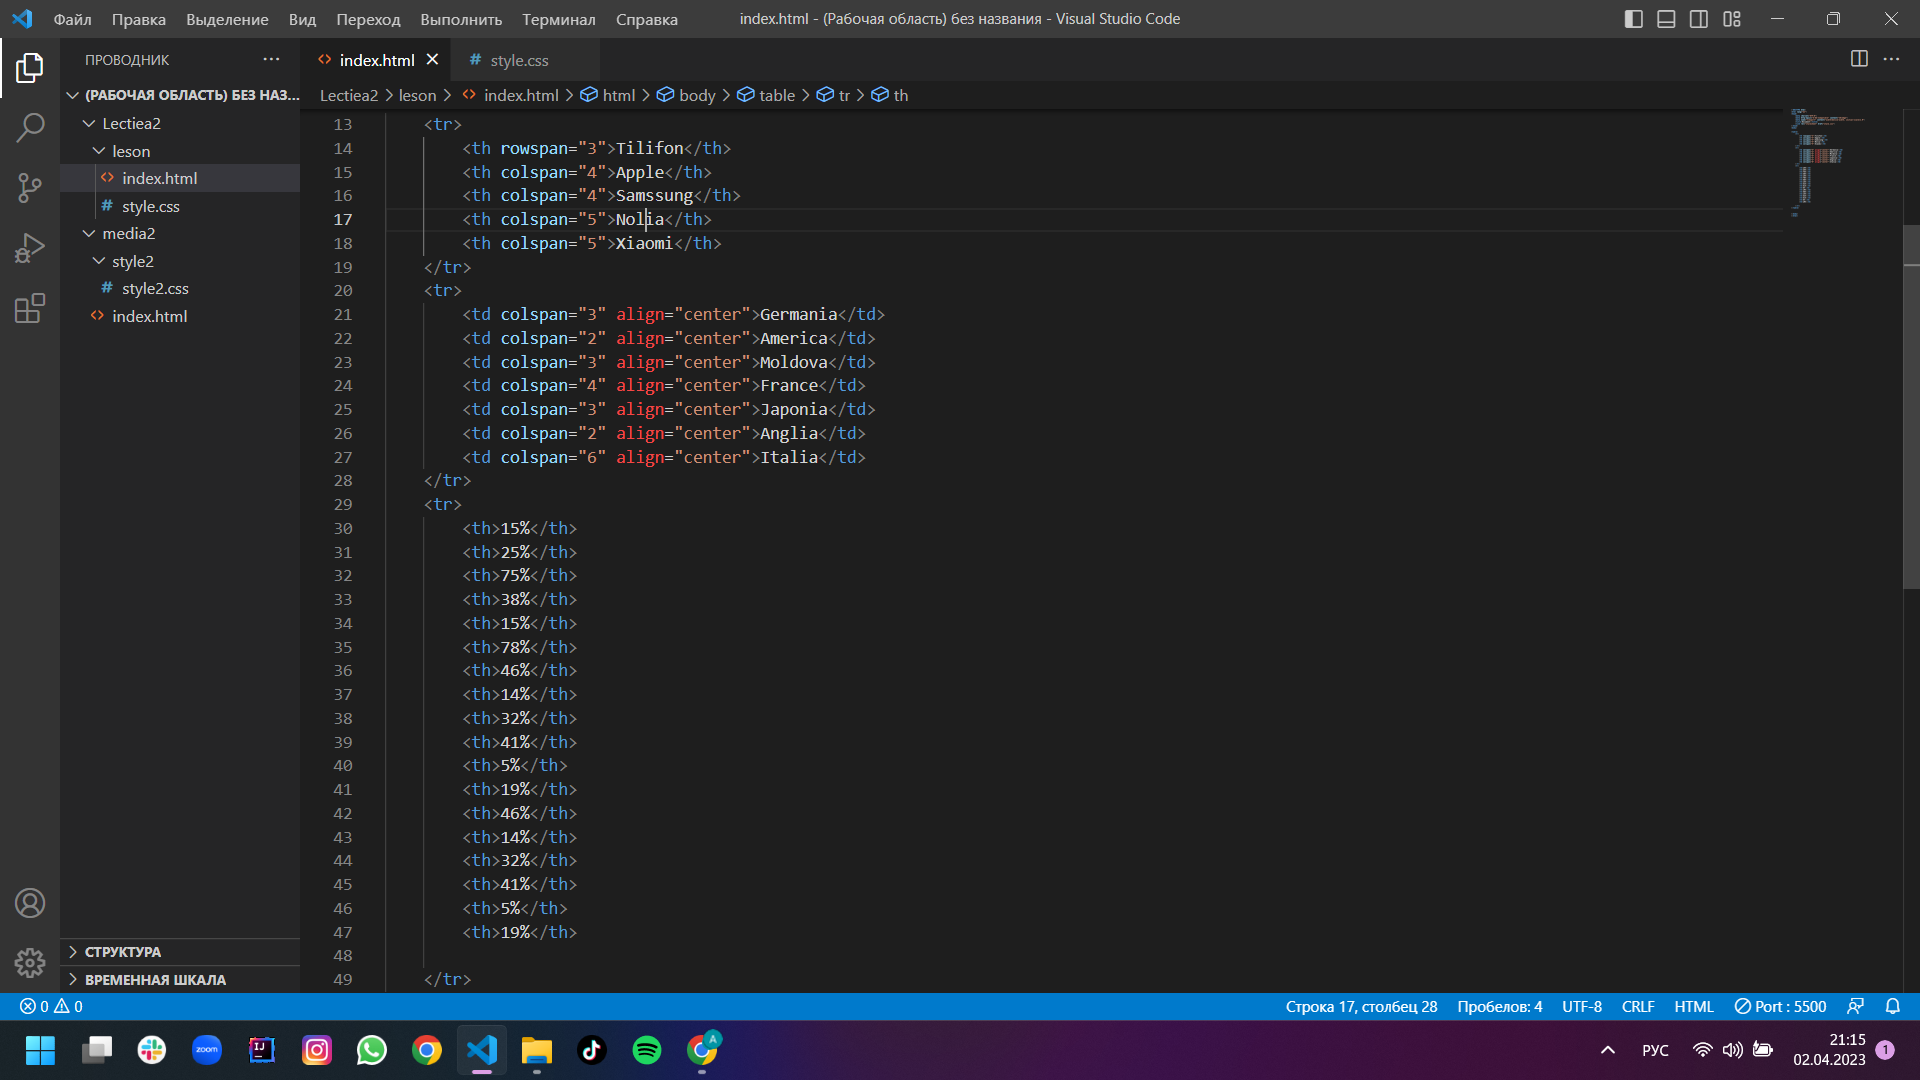 Файл Правка Выделение Вид Переход Выполнить Терминал Справка
index.html - (Рабочая область) без названия - Visual Studio Code
ПРОВОДНИК
(РАБОЧАЯ ОБЛАСТЬ) БЕЗ НАЗ...
Lectiea2
leson
index.html
style.css
media2
style2
style2.css
index.html
СТРУКТУРА
ВРЕМЕННАЯ ШКАЛА
index.html
style.css
Lectiea2 > leson > index.html > html > body > table > tr > th
13 <tr>
14 <th rowspan="3">Tilifon</th>
15 <th colspan="4">Apple</th>
16 <th colspan="4">Samssung</th>
17 <th colspan="5">Nolia</th>
18 <th colspan="5">Xiaomi</th>
19 </tr>
20 <tr>
21 <td colspan="3" align="center">Germania</td>
22 <td colspan="2" align="center">America</td>
23 <td colspan="3" align="center">Moldova</td>
24 <td colspan="4" align="center">France</td>
25 <td colspan="3" align="center">Japonia</td>
26 <td colspan="2" align="center">Anglia</td>
27 <td colspan="6" align="center">Italia</td>
28 </tr>
29 <tr>
30 <th>15%</th>
31 <th>25%</th>
32 <th>75%</th>
33 <th>38%</th>
34 <th>15%</th>
35 <th>78%</th>
36 <th>46%</th>
37 <th>14%</th>
38 <th>32%</th>
39 <th>41%</th>
40 <th>5%</th>
41 <th>19%</th>
42 <th>46%</th>
43 <th>14%</th>
44 <th>32%</th>
45 <th>41%</th>
46 <th>5%</th>
47 <th>19%</th>
48
49 </tr>
0 0
Строка 17, столбец 28 Пробелов: 4 UTF-8 CRLF HTML Port : 5500
zoom
IJ
A
РУС
21:15
02.04.2023
1